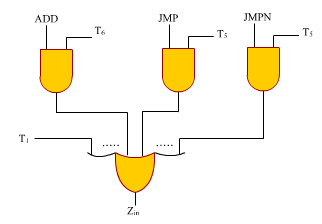 ADD
T6
JMP
T5
JMPN
T5
T1
.....
.....
Zin